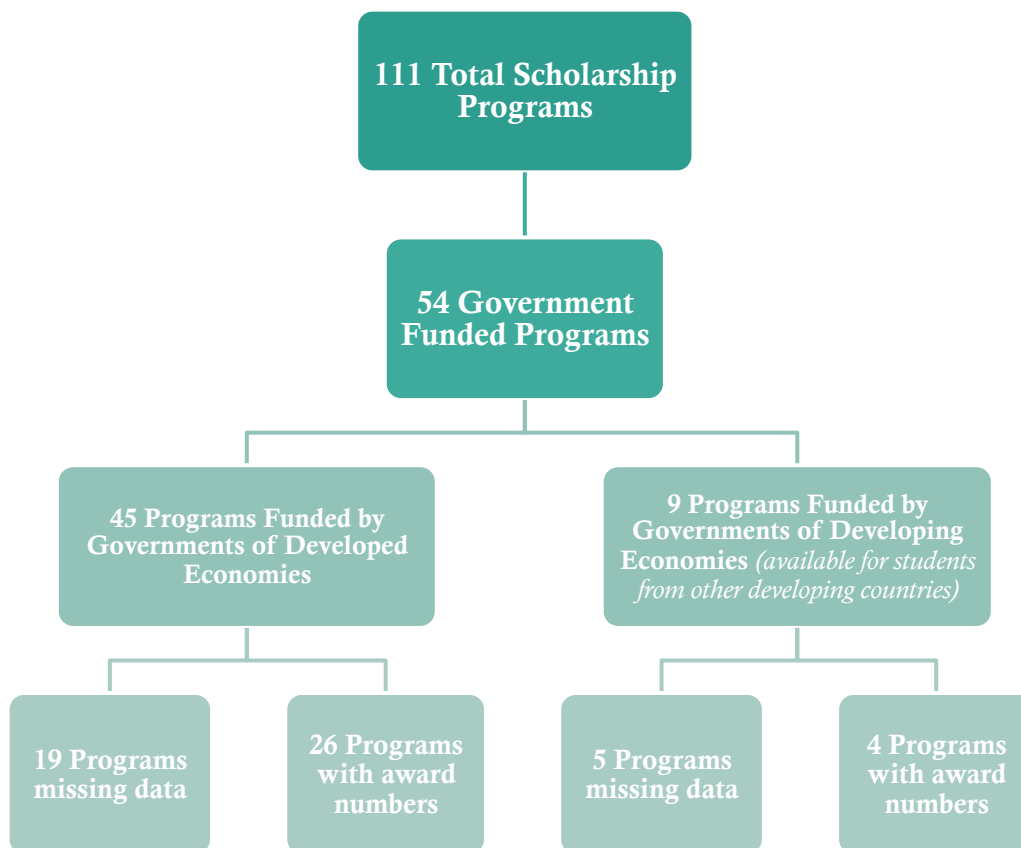 111 Total Scholarship
Programs
54 Government
Funded Programs
45 Programs Funded by
Governments of Developed
Economies
9 Programs Funded by
Governments of Developing
Economies (available for students
from other developing countries)
19 Programs
missing data
26 Programs
with award
numbers
5 Programs
missing data
4 Programs
with award
numbers